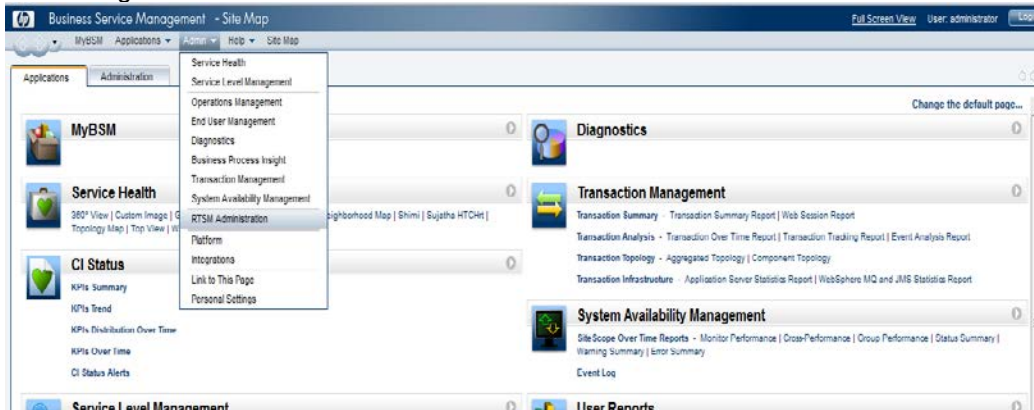 Business Service Management - Site Map
Full Screen View User: administrator
MyBSM Applications Admin Help Site Map
Applications Administration
Service Health
Service Level Management
Operations Management
End User Management
Diagnostics
Business Process Insight
Transaction Management
System Availability Management
RTSM Administration
Platform
Integrations
Link to This Page
Personal Settings
Change the default page...
MyBSM
Service Health
360° View | Custom Image |
Neighborhood Map | Shimi | Sujatha HTCHrt |
Topology Map | Top View |
CI Status
KPIs Summary
KPIs Trend
KPIs Distribution Over Time
KPIs Over Time
CI Status Alerts
Service Level Management
Diagnostics
Transaction Management
Transaction Summary - Transaction Summary Report | Web Session Report
Transaction Analysis - Transaction Over Time Report | Transaction Tracking Report | Event Analysis Report
Transaction Topology - Aggregated Topology | Component Topology
Transaction Infrastructure - Application Server Statistics Report | WebSphere MQ and JMS Statistics Report
System Availability Management
SiteScope Over Time Reports - Monitor Performance | Cross-Performance | Group Performance | Status Summary |
Warning Summary | Error Summary
Event Log
User Reports